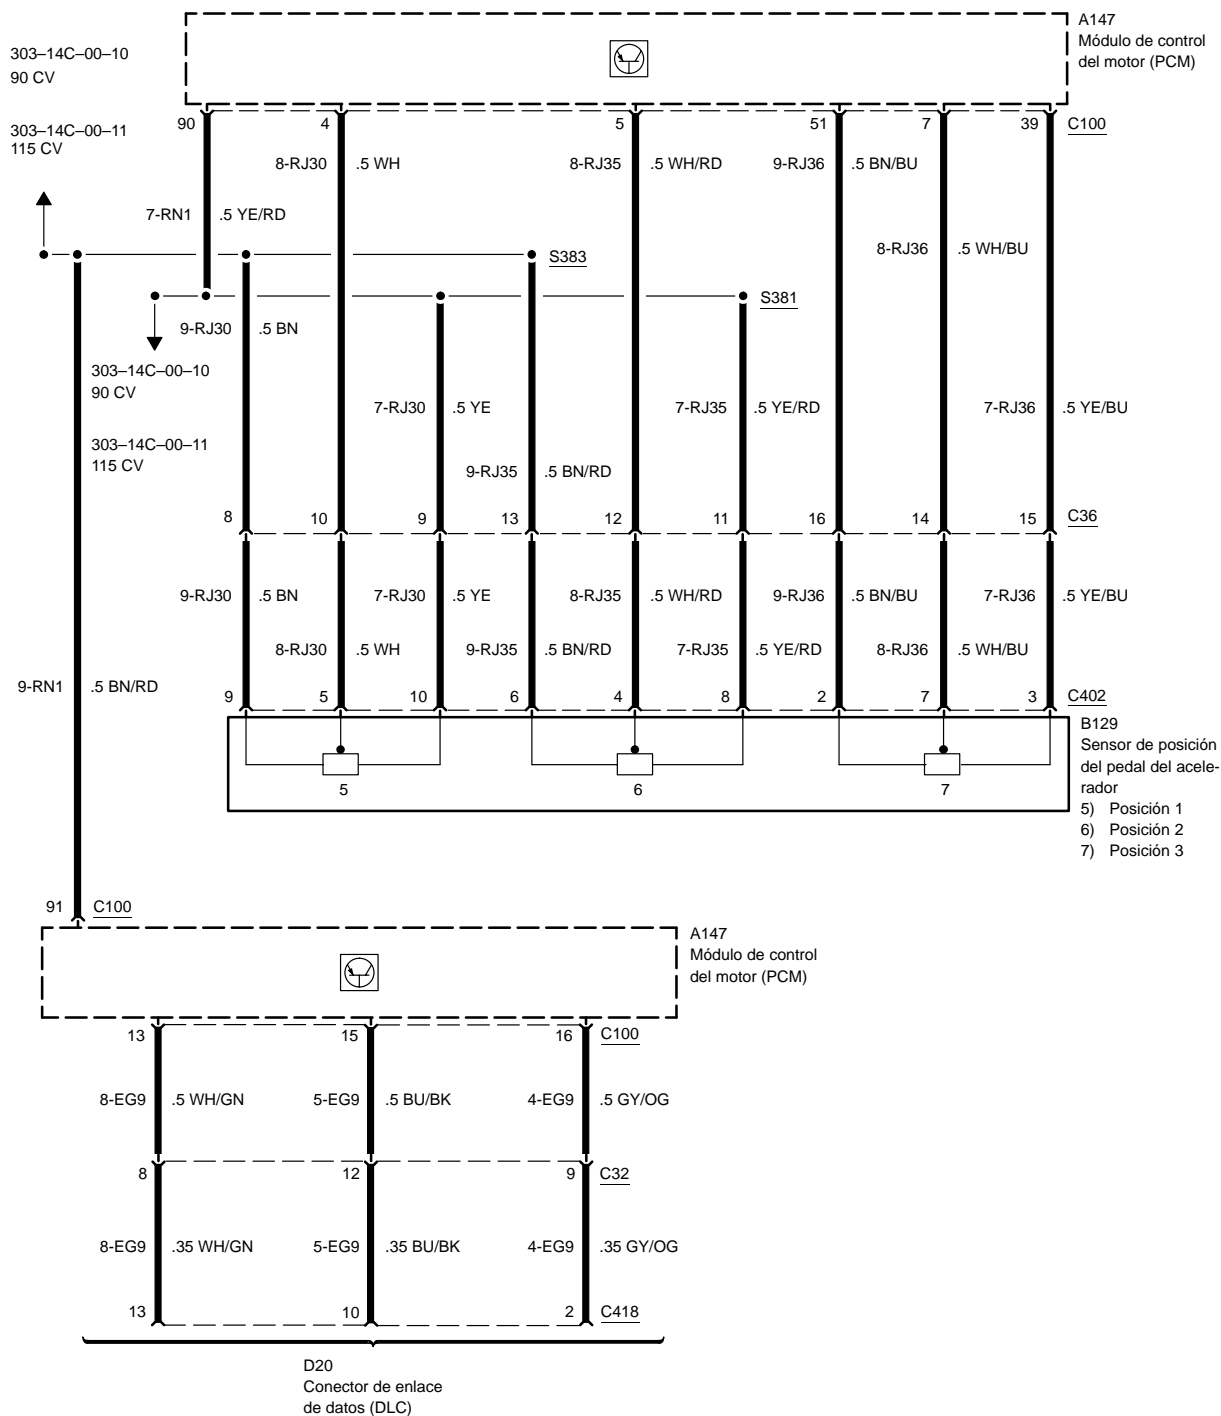 A147
Módulo de control
del motor (PCM)
303–14C–00–10
90 CV
303–14C–00–11
115 CV
90 4 5 51 7 39 C100
8-RJ30 .5 WH 8-RJ35 .5 WH/RD 9-RJ36 .5 BN/BU
7-RN1 .5 YE/RD
8-RJ36 .5 WH/BU
S383
S381
9-RJ30 .5 BN
303–14C–00–10
90 CV
303–14C–00–11
115 CV
7-RJ30 .5 YE 7-RJ35 .5 YE/RD 7-RJ36 .5 YE/BU
9-RJ35 .5 BN/RD
8 10 9 13 12 11 16 14 15 C36
9-RJ30 .5 BN 7-RJ30 .5 YE 8-RJ35 .5 WH/RD 9-RJ36 .5 BN/BU 7-RJ36 .5 YE/BU
8-RJ30 .5 WH 9-RJ35 .5 BN/RD 7-RJ35 .5 YE/RD 8-RJ36 .5 WH/BU
9-RN1 .5 BN/RD
9 5 10 6 4 8 2 7 3 C402
B129
Sensor de posición
del pedal del acele-
rador
5) Posición 1
6) Posición 2
7) Posición 3
5 6 7
91 C100
A147
Módulo de control
del motor (PCM)
13 15 16 C100
8-EG9 .5 WH/GN 5-EG9 .5 BU/BK 4-EG9 .5 GY/OG
8 12 9 C32
8-EG9 .35 WH/GN 5-EG9 .35 BU/BK 4-EG9 .35 GY/OG
13 10 2 C418
D20
Conector de enlace
de datos (DLC)